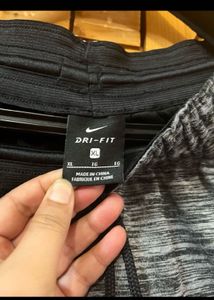 DRI-FIT
XL
XL TG EG
MADE IN CHINA
FABRIQUÉ EN CHINE